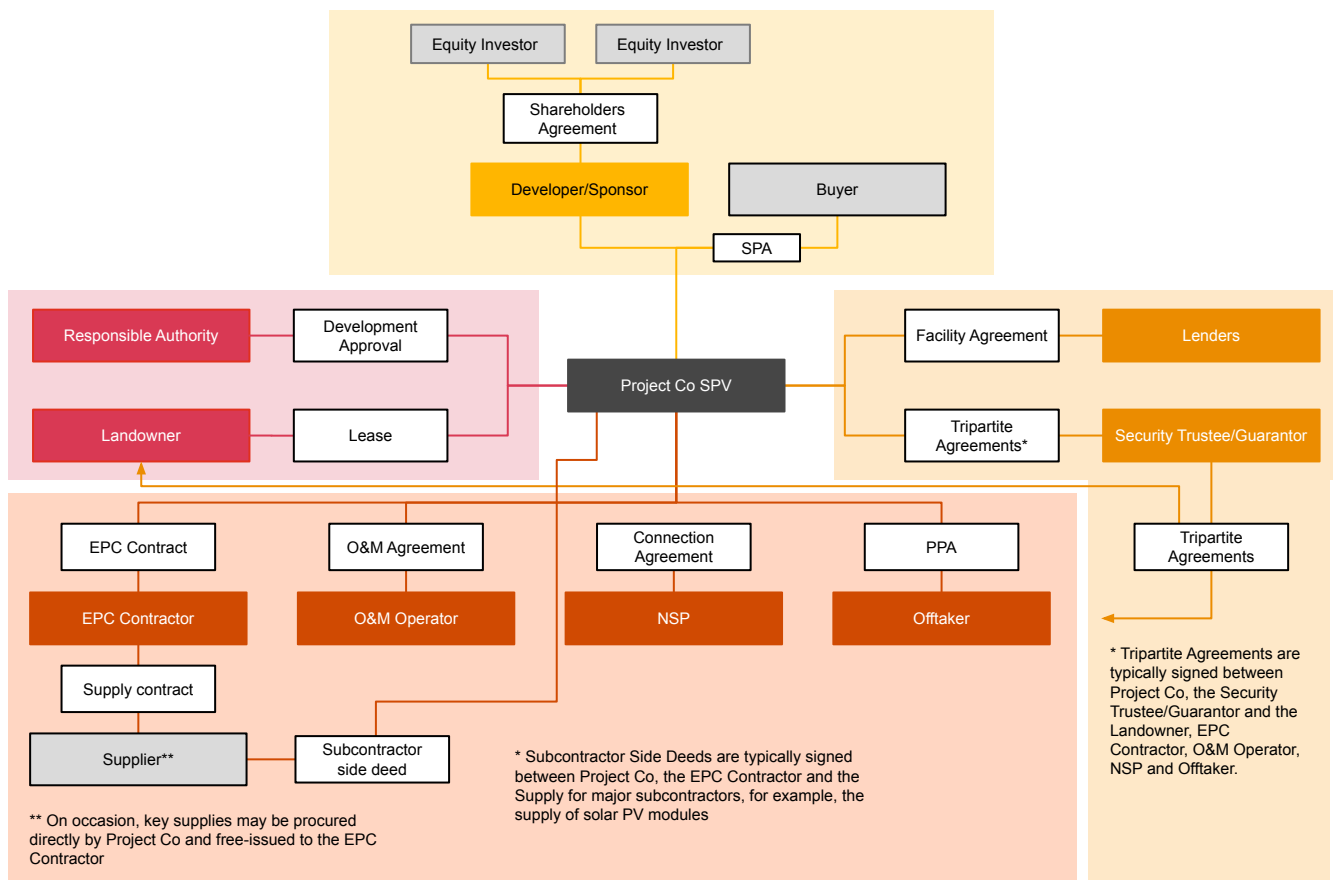 Equity Investor
Equity Investor
Shareholders
Agreement
Developer/Sponsor
Buyer
SPA
Responsible Authority
Development
Approval
Facility Agreement
Lenders
Project Co SPV
Landowner
Lease
Tripartite
Agreements*
Security Trustee/Guarantor
EPC Contract
O&M Agreement
Connection
Agreement
PPA
Tripartite
Agreements
EPC Contractor
O&M Operator
NSP
Offtaker
* Tripartite Agreements are
typically signed between
Project Co, the Security
Trustee/Guarantor and the
Landowner, EPC
Contractor, O&M Operator,
NSP and Offtaker.
Supply contract
Supplier**
Subcontractor
side deed
* Subcontractor Side Deeds are typically signed
between Project Co, the EPC Contractor and the
Supply for major subcontractors, for example, the
supply of solar PV modules
** On occasion, key supplies may be procured
directly by Project Co and free-issued to the EPC
Contractor